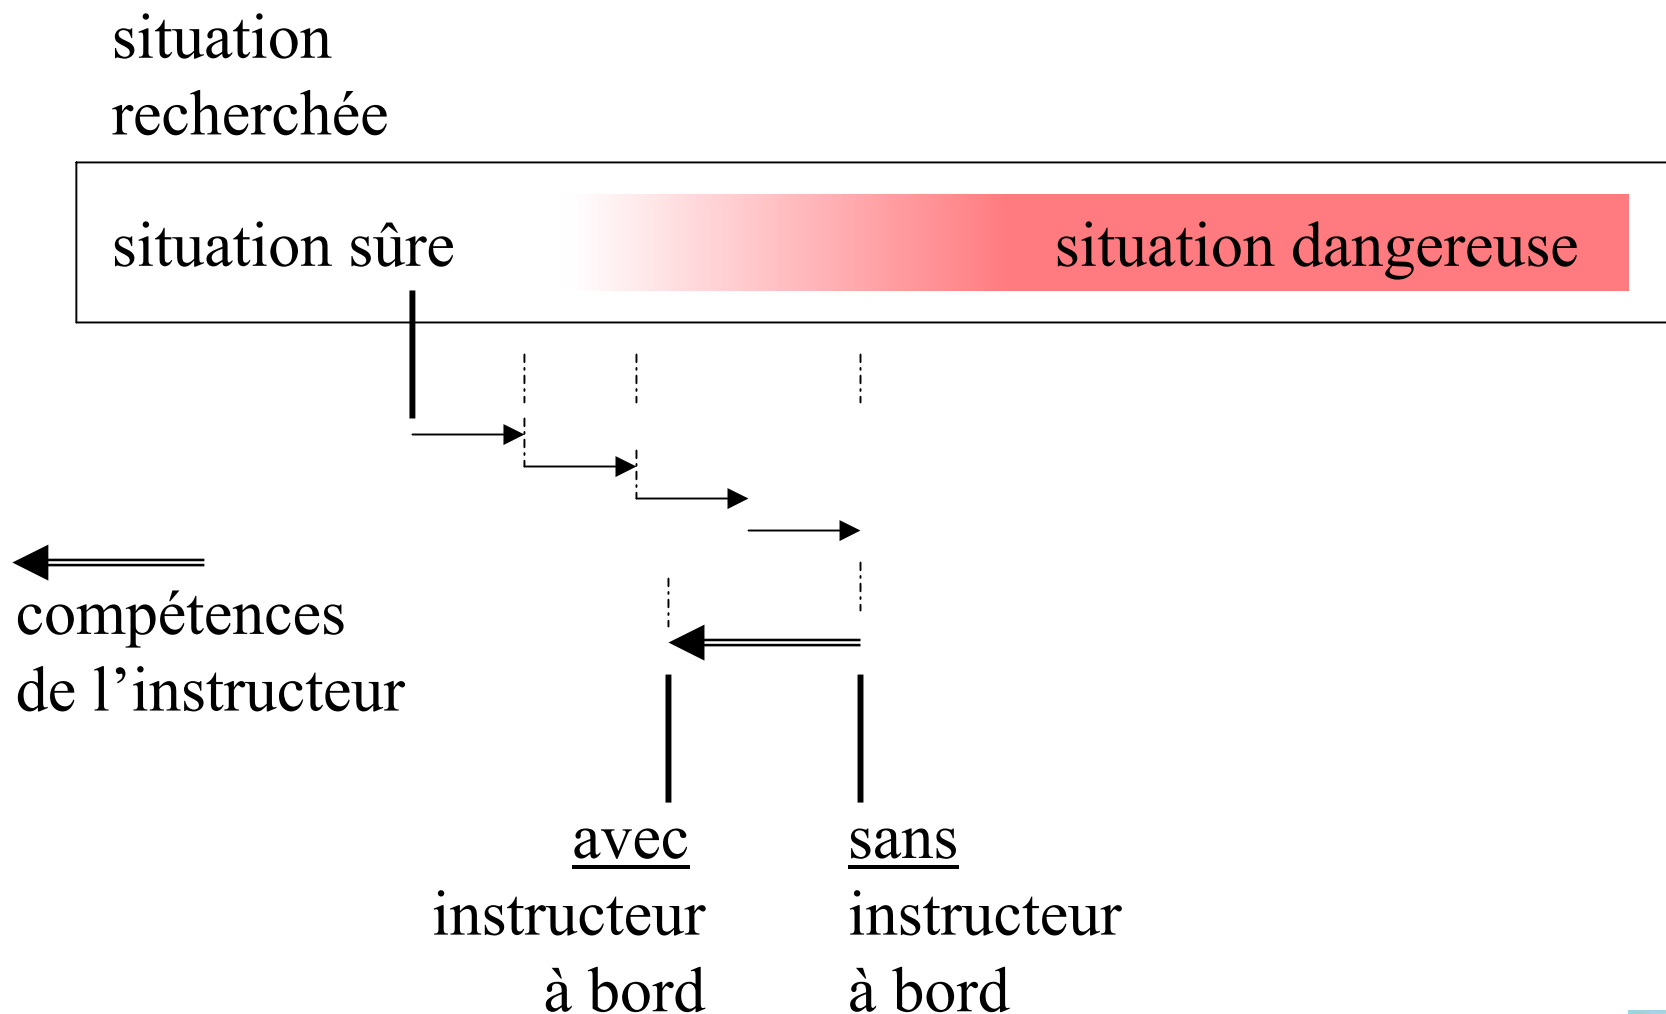 situation
recherchée
situation sûre
situation dangereuse
compétences
de l’instructeur
avec
instructeur
à bord
sans
instructeur
à bord